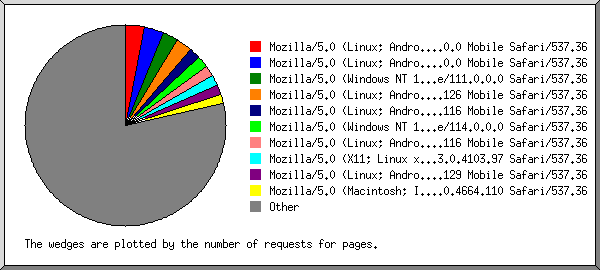 Mozilla/5.0 (Linux; Andro....0.0 Mobile Safari/537.36
Mozilla/5.0 (Linux; Andro....0.0 Mobile Safari/537.36
Mozilla/5.0 (Windows NT 1...e/111.0.0.0 Safari/537.36
Mozilla/5.0 (Linux; Andro....126 Mobile Safari/537.36
Mozilla/5.0 (Linux; Andro....116 Mobile Safari/537.36
Mozilla/5.0 (Windows NT 1...e/114.0.0.0 Safari/537.36
Mozilla/5.0 (Linux; Andro....116 Mobile Safari/537.36
Mozilla/5.0 (X11; Linux x...3.0.4103.97 Safari/537.36
Mozilla/5.0 (Linux; Andro....129 Mobile Safari/537.36
Mozilla/5.0 (Macintosh; I....0.4664.110 Safari/537.36
Other
The wedges are plotted by the number of requests for pages.